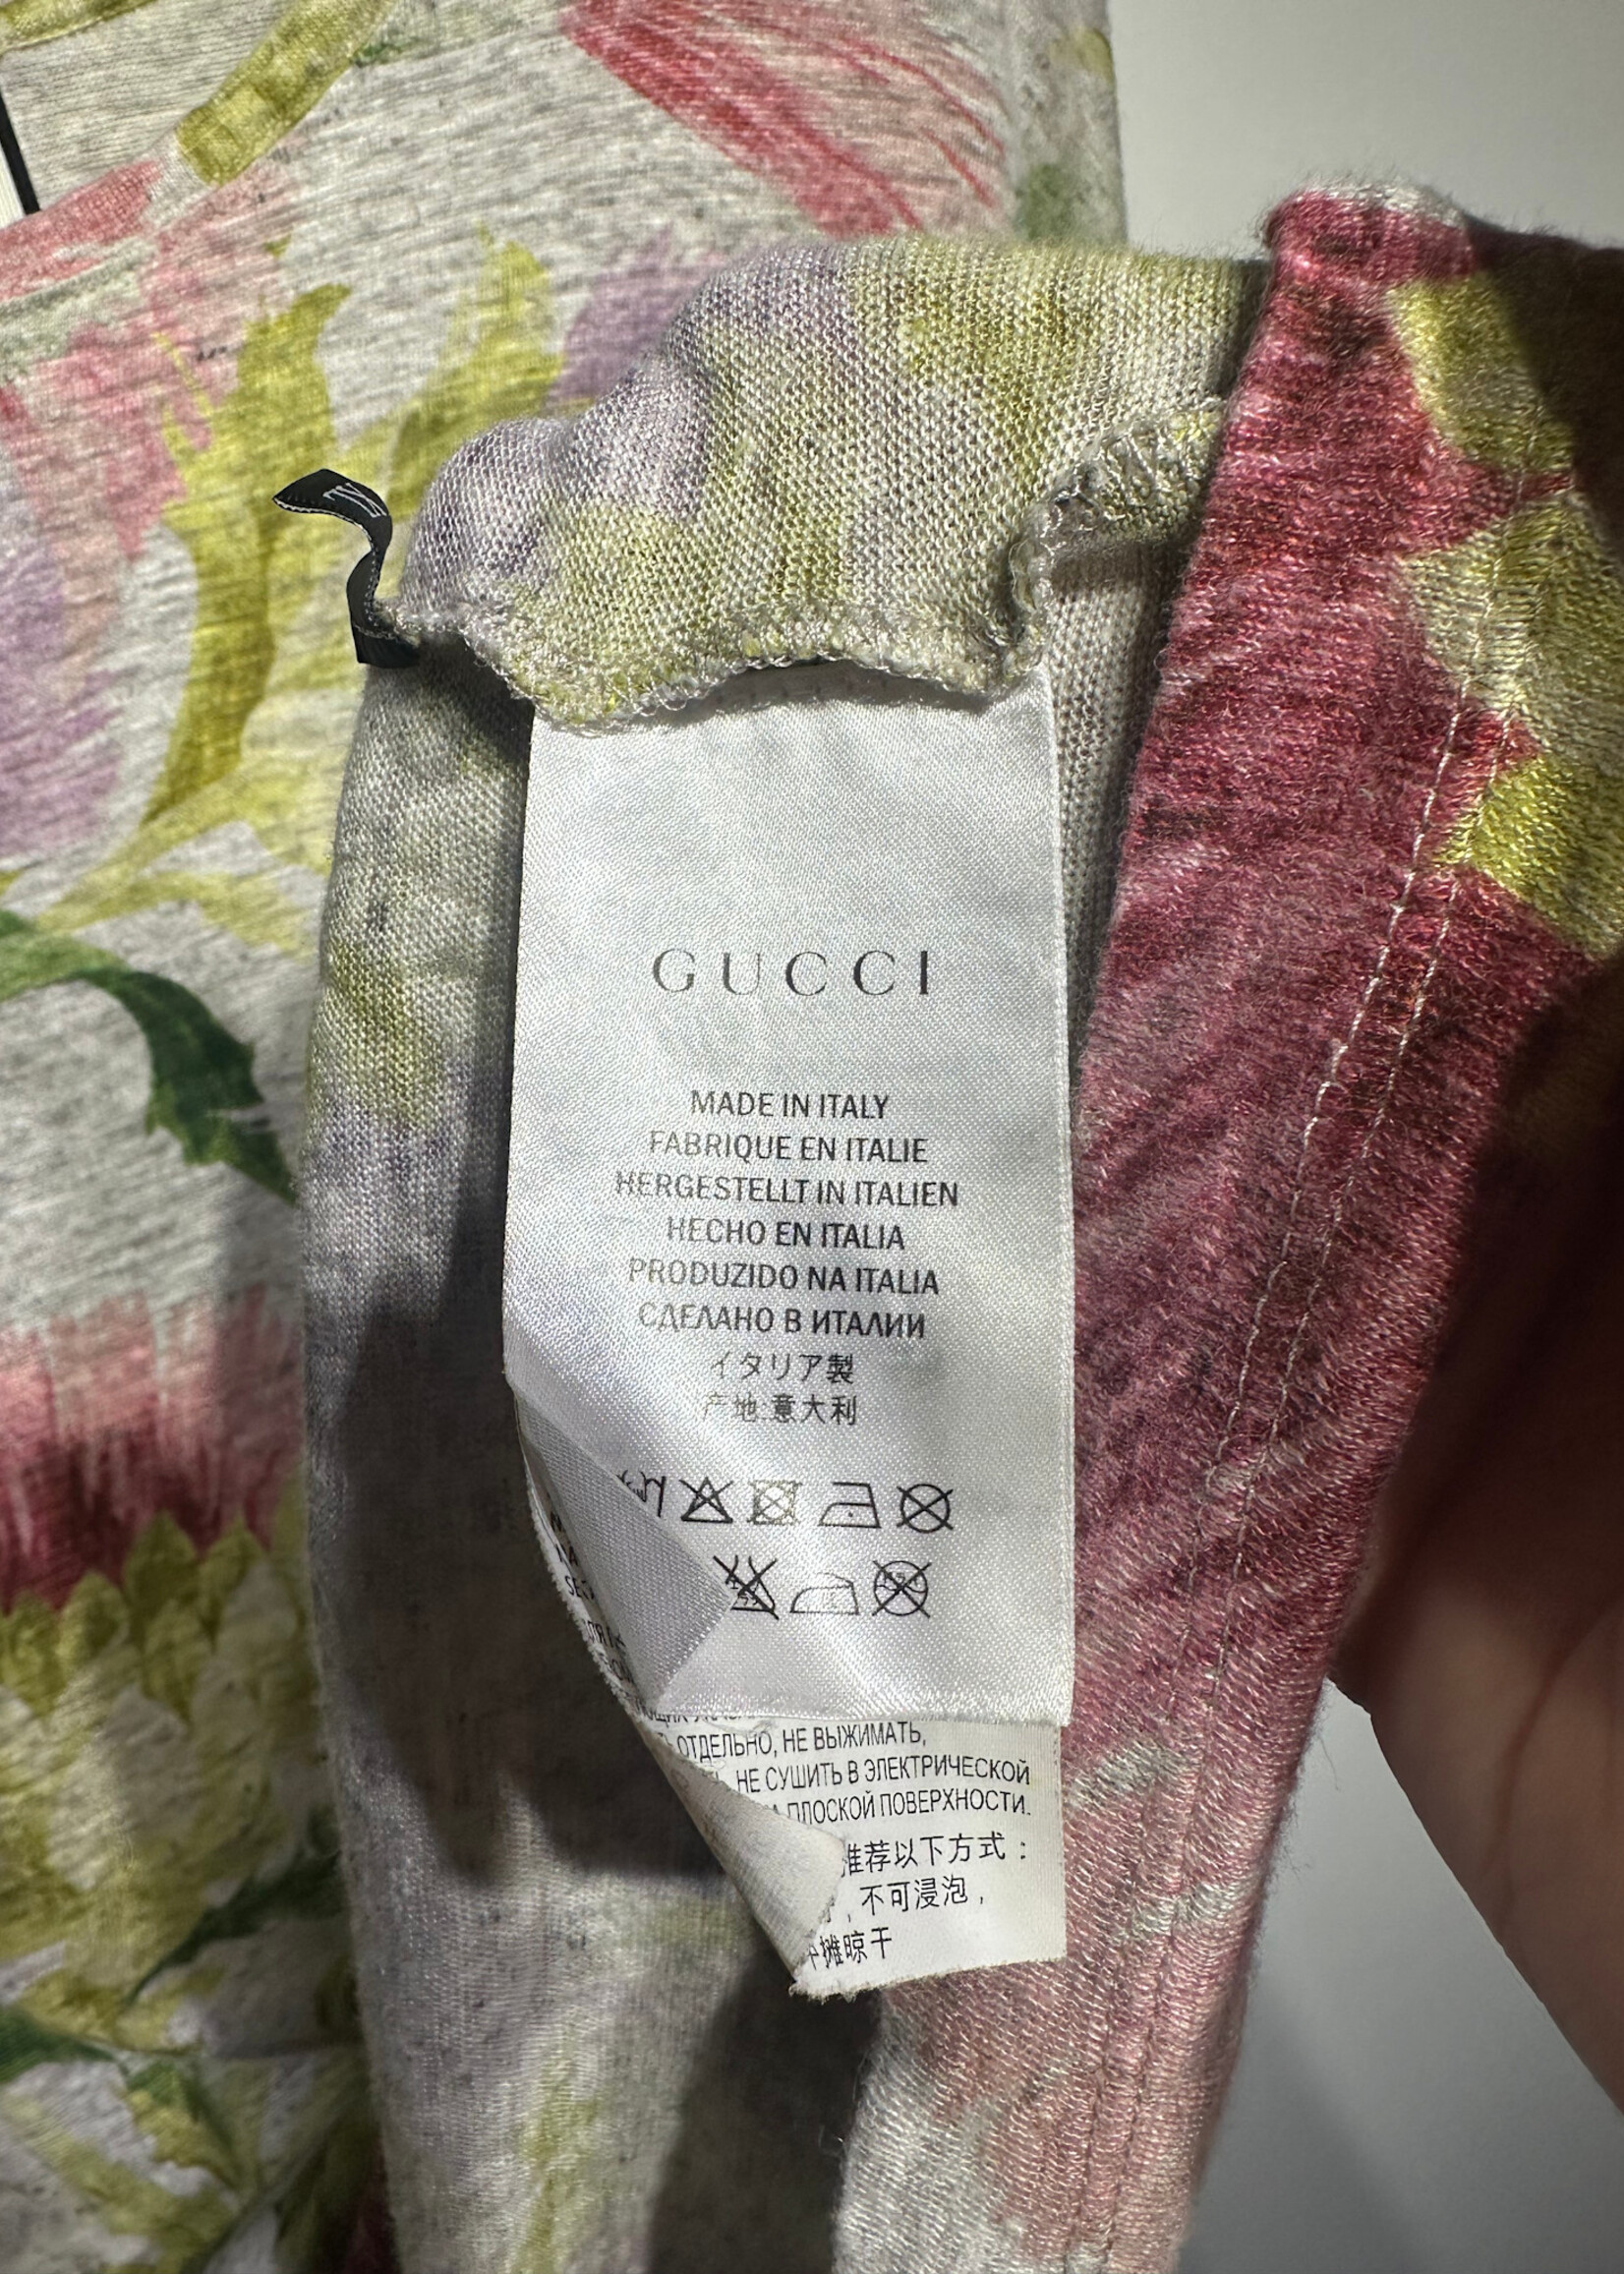 GUCCI
MADE IN ITALY
FABRIQUE EN ITALIE
HERGESTELLT IN ITALIEN
HECHO EN ITALIA
PRODUZIDO NA ITALIA
СДЕЛАНО В ИТАЛИИ
イタリア製
产地:意大利
ОТДЕЛЬНО, НЕ ВЫЖИМАТЬ,
НЕ СУШИТЬ В ЭЛЕКТРИЧЕСКОЙ
ПЛОСКОЙ ПОВЕРХНОСТИ.
推荐以下方式：
，不可浸泡，
摊晾干